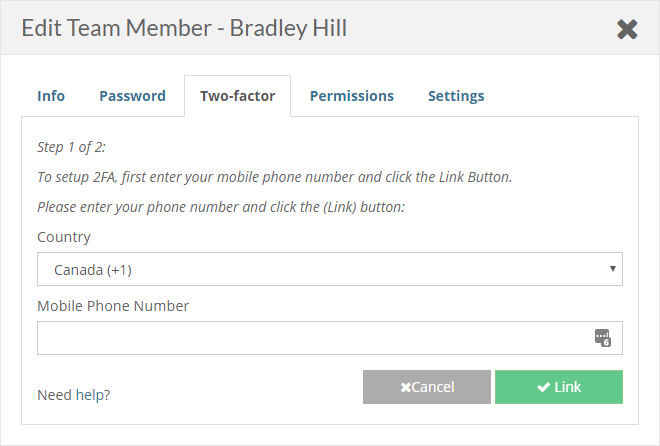 Edit Team Member - Bradley Hill
Info Password Two-factor Permissions Settings
Step 1 of 2:
To setup 2FA, first enter your mobile phone number and click the Link Button.
Please enter your phone number and click the (Link) button:
Country
Canada (+1)
Mobile Phone Number
6
Need help? Cancel Link